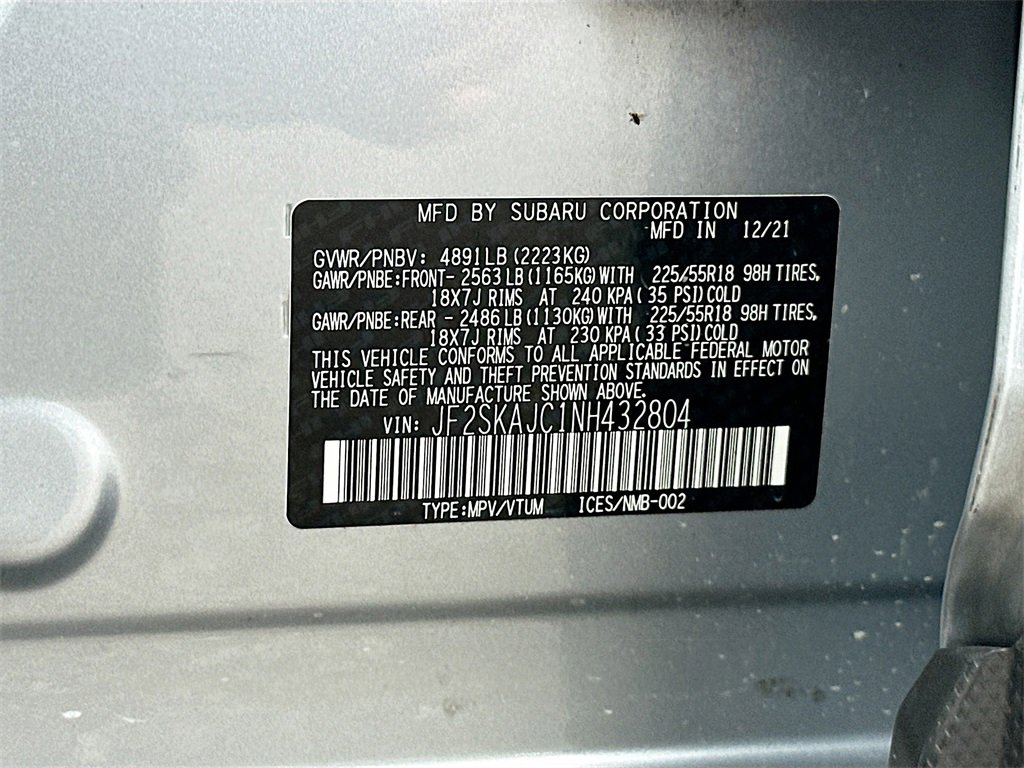 MFD BY SUBARU CORPORATION
MFD IN 12/21
GVWR/PNBV: 4891LB (2223KG)
GAWR/PNBE:FRONT- 2563LB (1165KG) WITH 225/55R18 98H TIRES,
18X7J RIMS AT 240 KPA ( 35 PSI) COLD
GAWR/PNBE:REAR - 2486LB (1130KG) WITH 225/55R18 98H TIRES,
18X7J RIMS AT 230 KPA ( 33 PSI) COLD
THIS VEHICLE CONFORMS TO ALL APPLICABLE FEDERAL MOTOR
VEHICLE SAFETY AND THEFT PREVENTION STANDARDS IN EFFECT ON
THE DATE OF MANUFACTURE SHOWN ABOVE.
VIN: JF2SKAJC1NH432804
TYPE:MPV/VTUM ICES/NMB-002